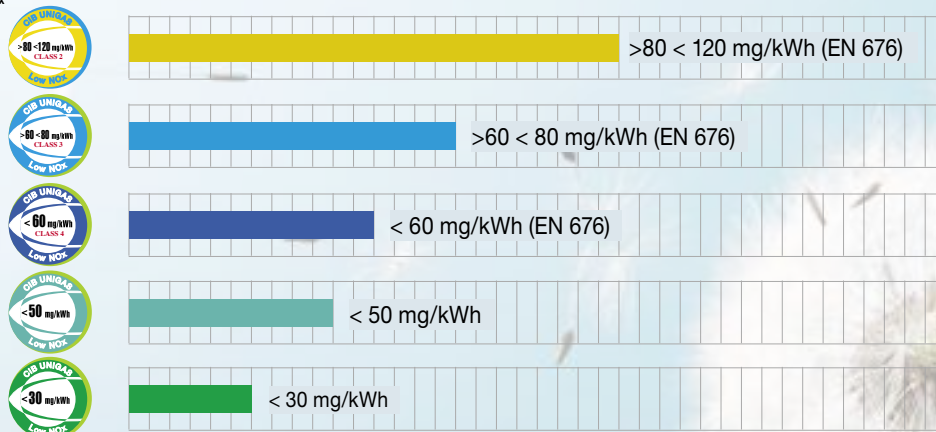 x
CIB UNIGAS
>80 <120 mg/kWh
CLASS 2
Low NOx
>80 < 120 mg/kWh (EN 676)
CIB UNIGAS
>60 <80 mg/kWh
CLASS 3
Low NOx
>60 < 80 mg/kWh (EN 676)
CIB UNIGAS
< 60 mg/kWh
CLASS 4
Low NOx
< 60 mg/kWh (EN 676)
CIB UNIGAS
<50 mg/kWh
Low NOx
< 50 mg/kWh
CIB UNIGAS
<30 mg/kWh
Low NOx
< 30 mg/kWh